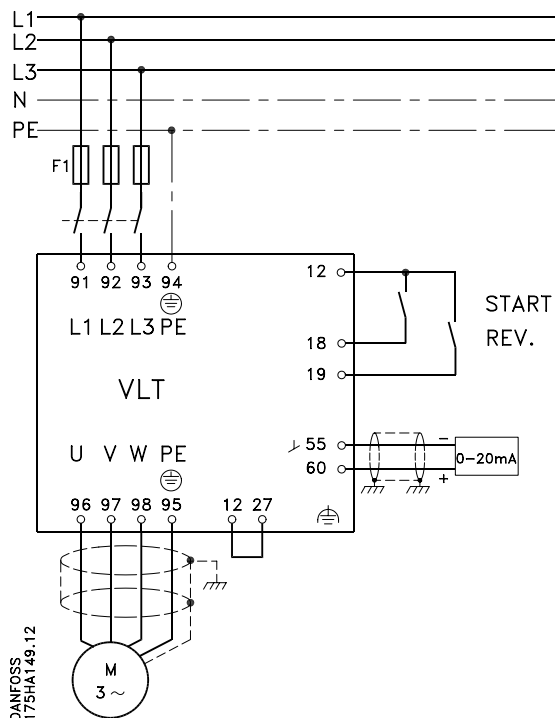 L1
L2
L3
N
PE
F1
91 92 93 94
L1 L2 L3 PE
12
START
REV.
18
19
VLT
U V W PE
55
60
−
0−20mA
+
96 97 98 95
12 27
M
3 ~
DANFOSS
175HA149.12